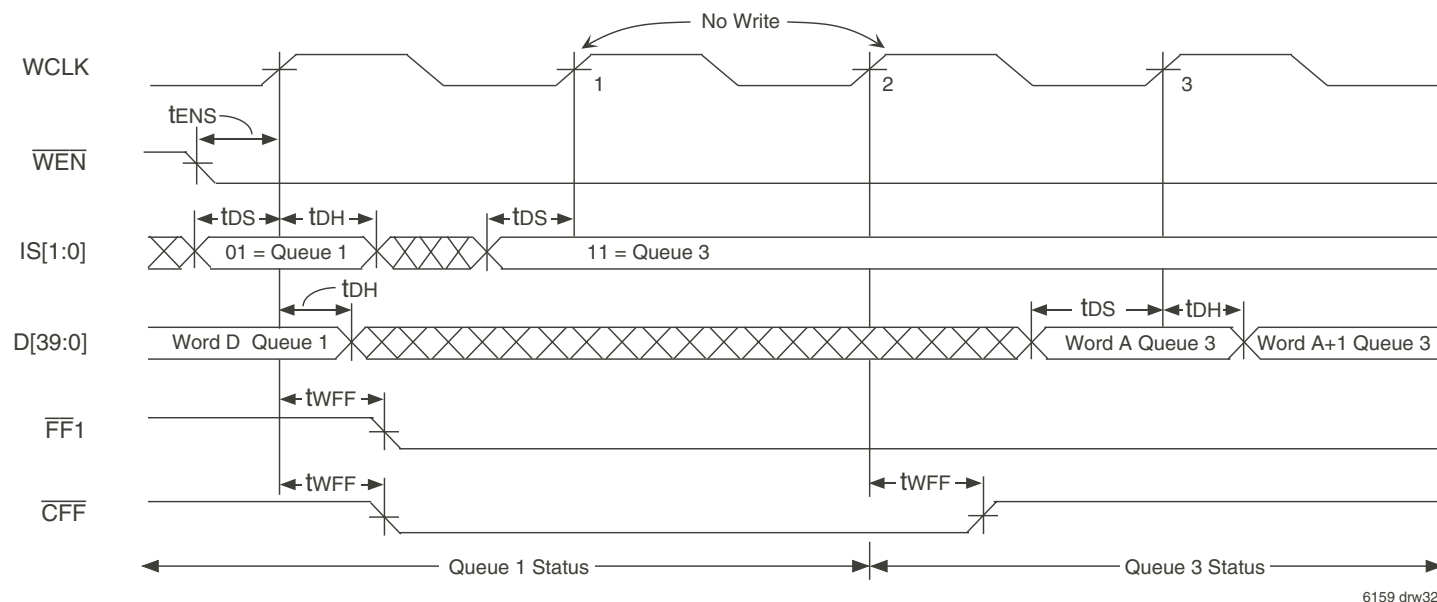 No Write
WCLK
1
2
3
tENS
WEN
tDS
tDH
tDS
IS[1:0]
01 = Queue 1
11 = Queue 3
tDH
tDS
tDH
D[39:0]
Word D Queue 1
Word A Queue 3
Word A+1 Queue 3
tWFF
FF1
tWFF
tWFF
CFF
Queue 1 Status
Queue 3 Status
6159 drw32